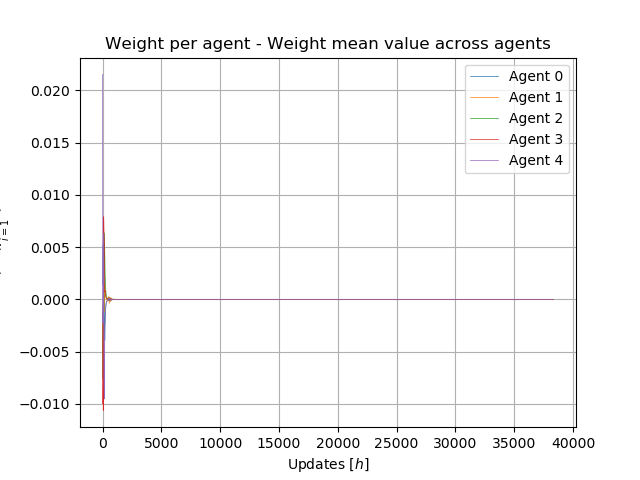 Weight per agent - Weight mean value across agents
0.020
0.015
0.010
0.005
0.000
−0.005
−0.010
Agent 0
Agent 1
Agent 2
Agent 3
Agent 4
0 5000 10000 15000 20000 25000 30000 35000 40000
Updates [h]